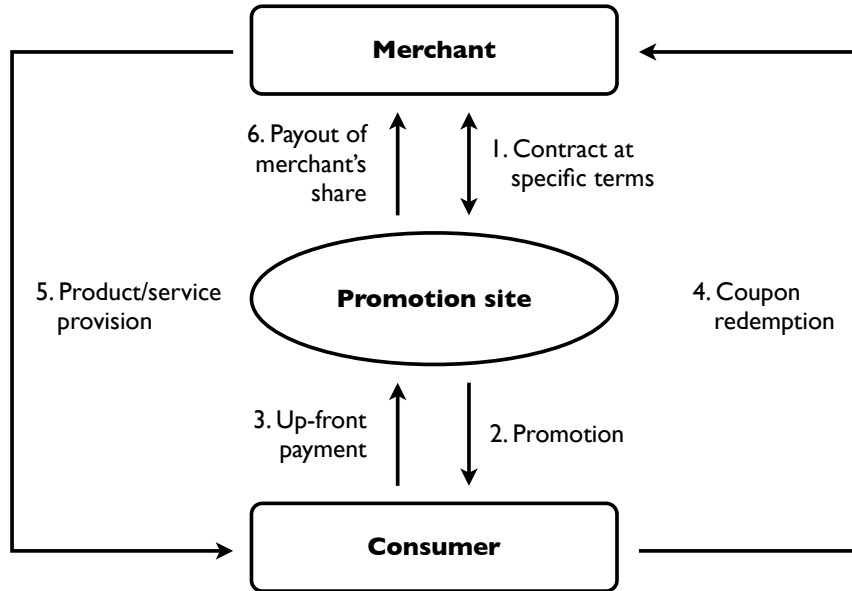 Merchant
6. Payout of
merchant’s
share
1. Contract at
specific terms
5. Product/service
provision
Promotion site
4. Coupon
redemption
3. Up-front
payment
2. Promotion
Consumer